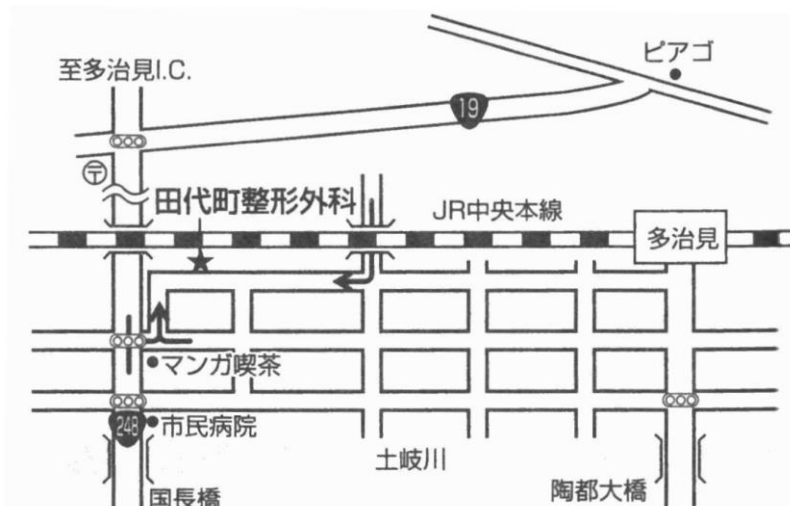 ピアゴ
至多治見I.C.
19
〒
田代町整形外科
JR中央本線
多治見
マンガ喫茶
248
市民病院
土岐川
国長橋
陶都大橋